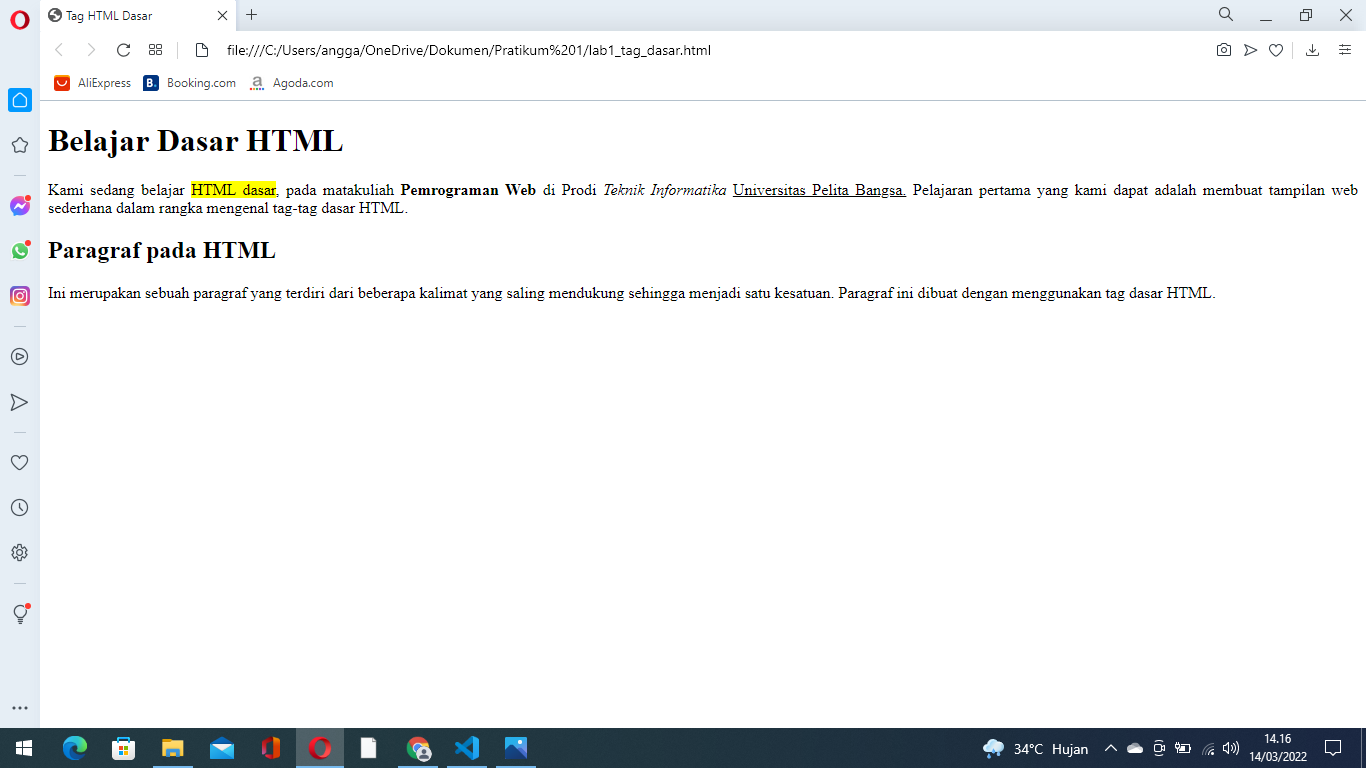 Tag HTML Dasar
file:///C:/Users/angga/OneDrive/Dokumen/Pratikum%201/lab1_tag_dasar.html
AliExpress B. Booking.com a Agoda.com
Belajar Dasar HTML
Kami sedang belajar HTML dasar, pada matakuliah Pemrograman Web di Prodi Teknik Informatika Universitas Pelita Bangsa. Pelajaran pertama yang kami dapat adalah membuat tampilan web
sederhana dalam rangka mengenal tag-tag dasar HTML.
Paragraf pada HTML
Ini merupakan sebuah paragraf yang terdiri dari beberapa kalimat yang saling mendukung sehingga menjadi satu kesatuan. Paragraf ini dibuat dengan menggunakan tag dasar HTML.
34°C Hujan
14.16
14/03/2022